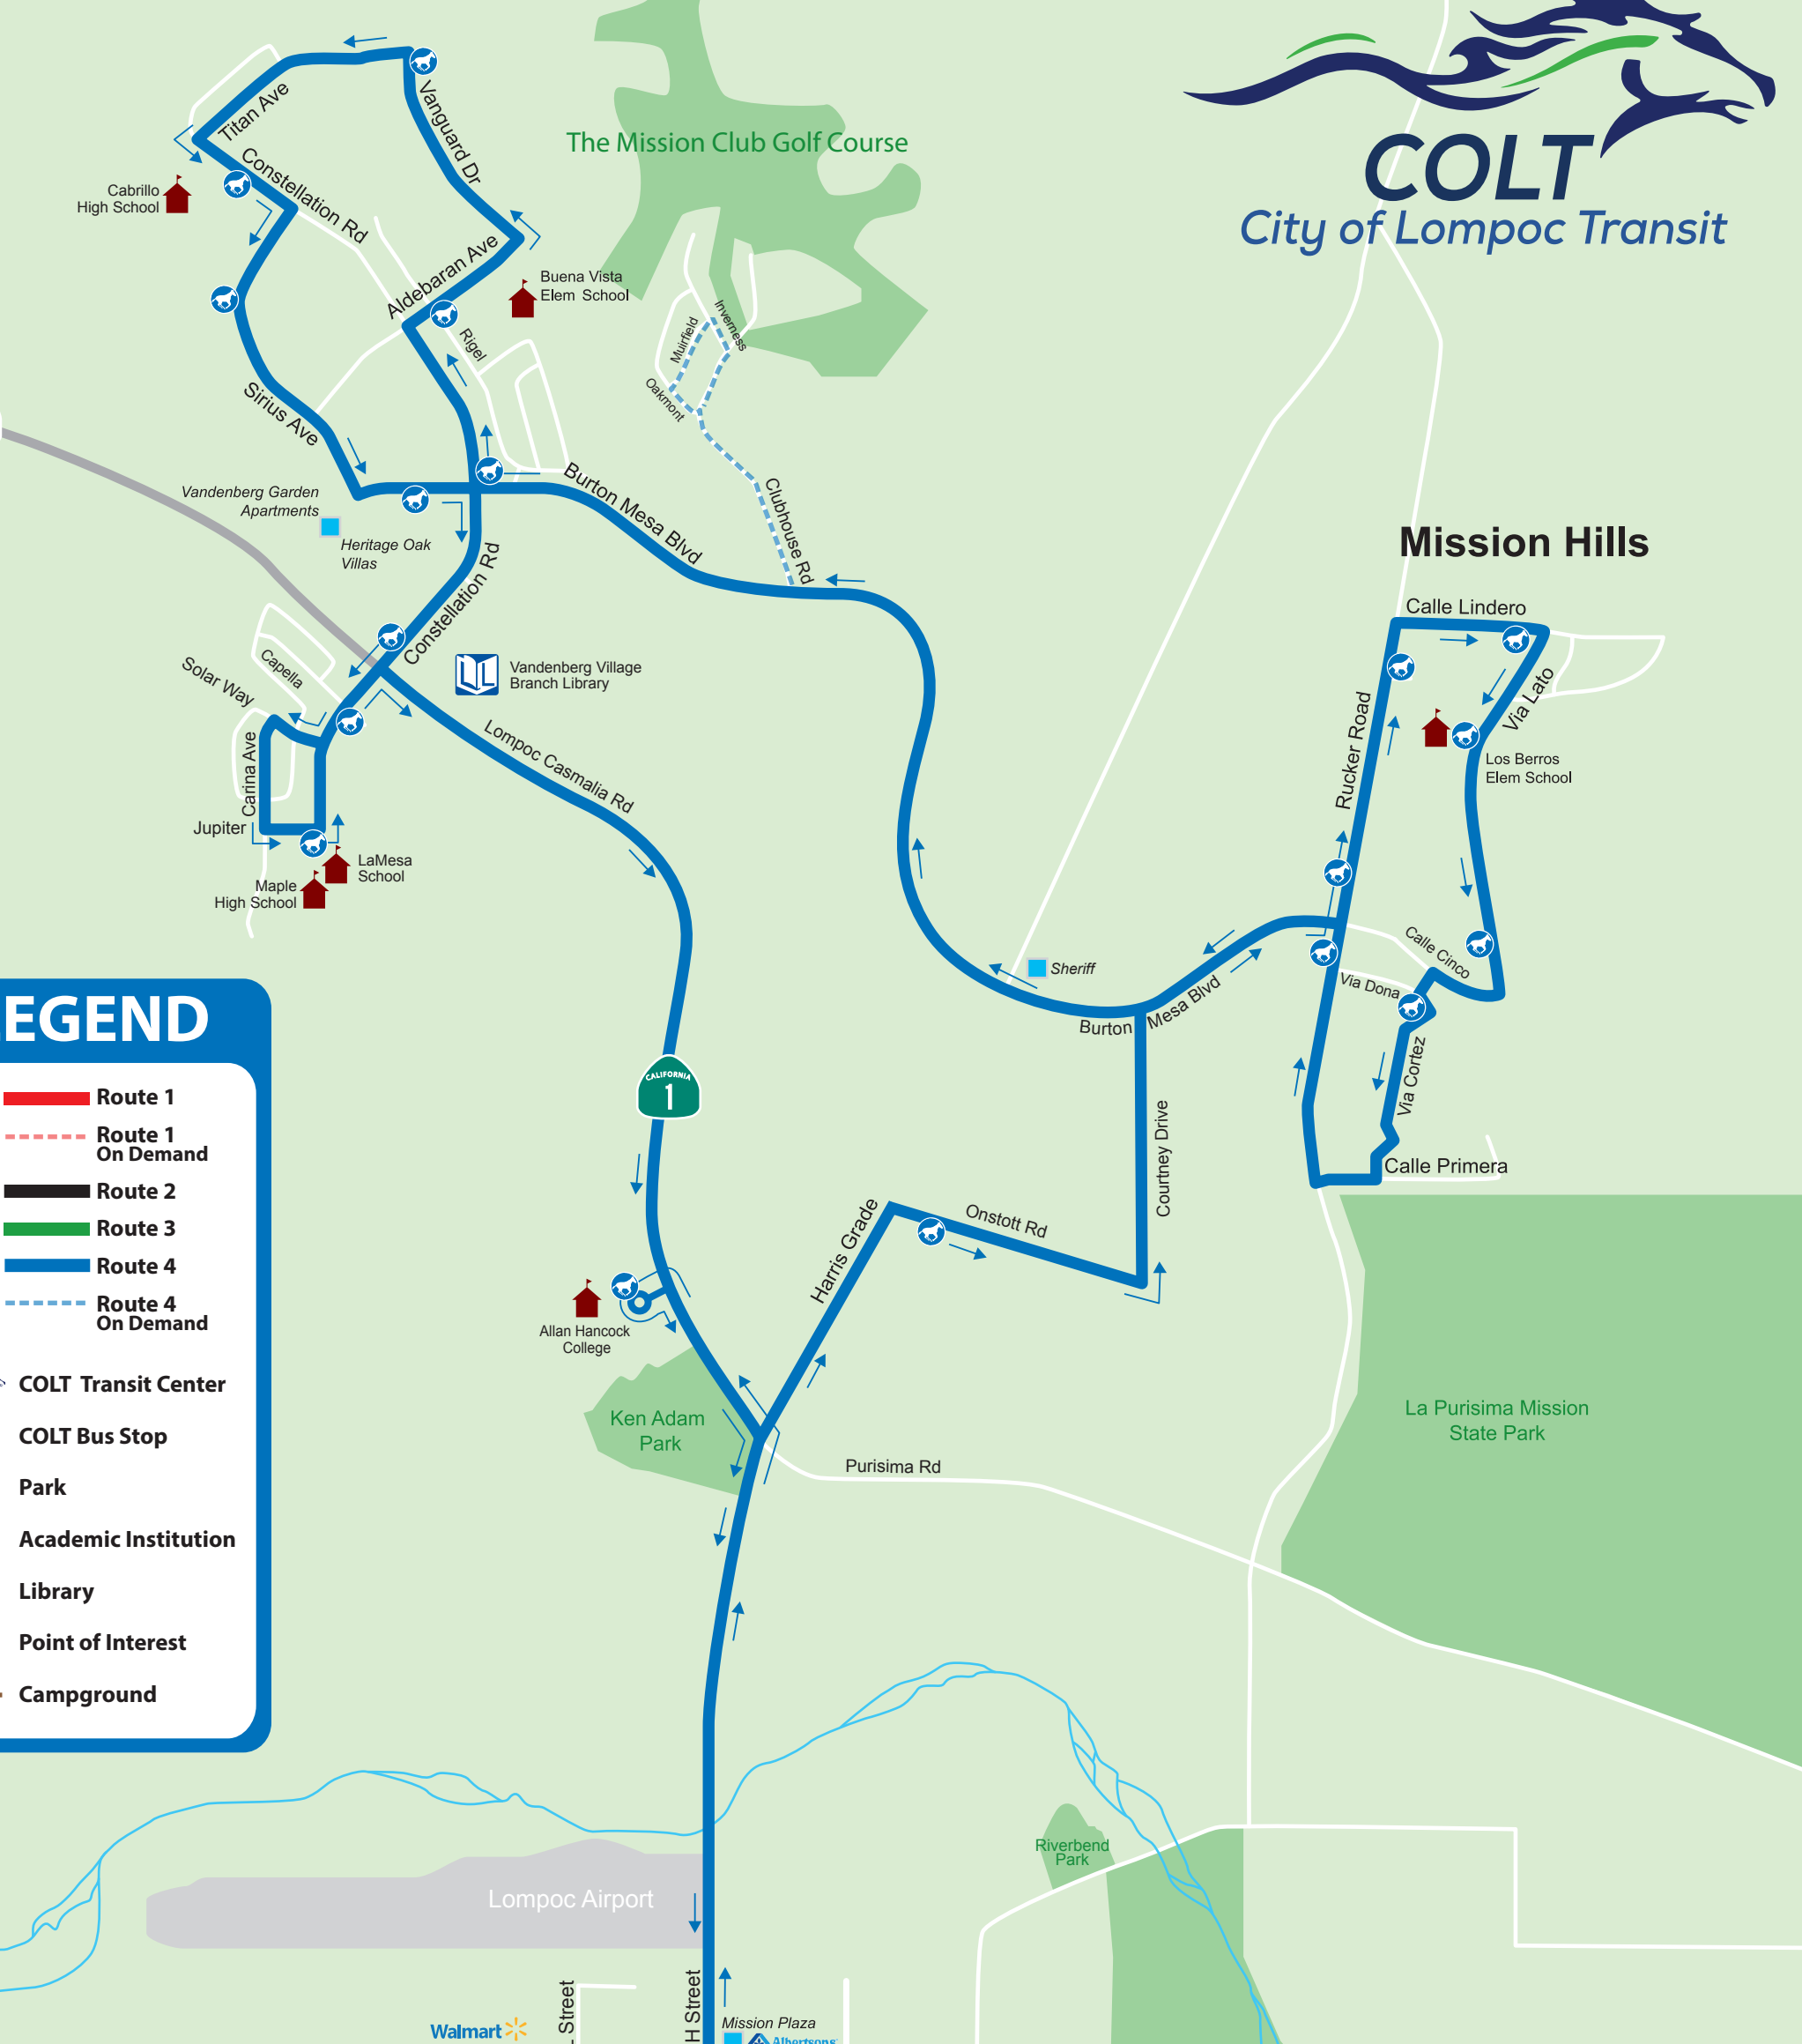 COLT
City of Lompoc Transit
The Mission Club Golf Course
Titan Ave
Vanguard Dr
Constellation Rd
Cabrillo
High School
Aldebaran Ave
Buena Vista
Elem School
Rigel
Muirfield
Inverness
Oakmont
Sirius Ave
Burton Mesa Blvd
Clubhouse Rd
Vandenberg Garden
Apartments
Heritage Oak
Villas
Constellation Rd
Mission Hills
Calle Lindero
Solar Way
Capella
Vandenberg Village
Branch Library
Via Lato
Rucker Road
Lompoc Casmalia Rd
Carina Ave
Los Berros
Elem School
Jupiter
LaMesa
School
Maple
High School
Calle Cinco
Sheriff
Via Dona
Burton
Mesa Blvd
EGEND
CALIFORNIA
1
Via Cortez
Courtney Drive
Calle Primera
Route 1
Route 1
On Demand
Route 2
Route 3
Route 4
Route 4
On Demand
COLT Transit Center
COLT Bus Stop
Park
Academic Institution
Library
Point of Interest
Campground
Harris Grade
Onstott Rd
Allan Hancock
College
Ken Adam
Park
La Purisima Mission
State Park
Purisima Rd
Riverbend
Park
Lompoc Airport
H Street
Street
Mission Plaza
Walmart
Albertsons